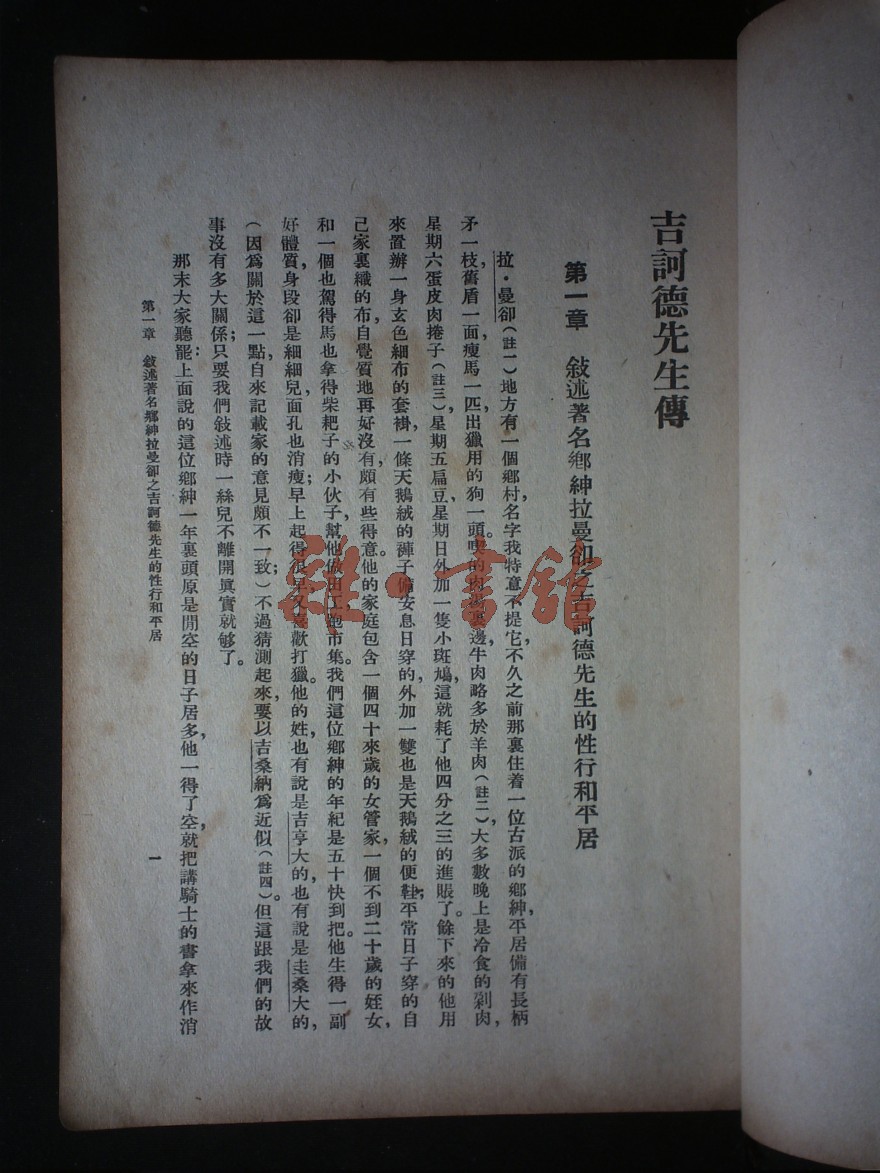 吉訶德先生傳
第一章　敍述著名鄉紳拉曼卻之吉訶德先生的性行和平居
拉·曼卻（註一）地方有一個鄉村，名字我特意不提它，不久之前那裏住着一位古派的鄉紳，平居備有長柄
矛一枝，舊盾一面，瘦馬一匹，出獵用的狗一頭。喫的肉
邊，牛肉略多於羊肉（註二），大多數晚上是冷食的剁肉，
星期六蛋皮肉捲子（註三），星期五扁豆，星期日外加一隻小斑鳩，這就耗了他四分之三的進賬了。餘下來的他用
來置辦一身玄色細布的套褂，一條天鵝絨的褲子備安息日穿的，外加一雙也是天鵝絨的便鞋；平常日子穿的自
己家裏織的布，自覺質地再好沒有，頗有些得意。他的家庭包含一個四十來歲的女管家，一個不到二十歲的姪女，
和一個也駕得馬也拿得柴耙子的小伙子，幫他做田工跑市集。我們這位鄉紳的年紀是五十快到把。他生得一副
好體質，身段卻是細細兒，面孔也消瘦；早上起得很早，又喜歡打獵。他的姓，也有說是吉亨大的，也有說是圭桑大的，
（因爲關於這一點，自來記載家的意見頗不一致；）不過猜測起來，要以吉桑納爲近似（註四）。但這跟我們的故
事沒有多大關係；只要我們敍述時一絲兒不離開眞實就够了。
那末大家聽罷：上面說的這位鄉紳，一年裏頭原是閒空的日子居多，他一得了空，就把講騎士的書拿來作消
第一章　敍述著名鄉紳拉曼卻之吉訶德先生的性行和平居
一
雜·書館